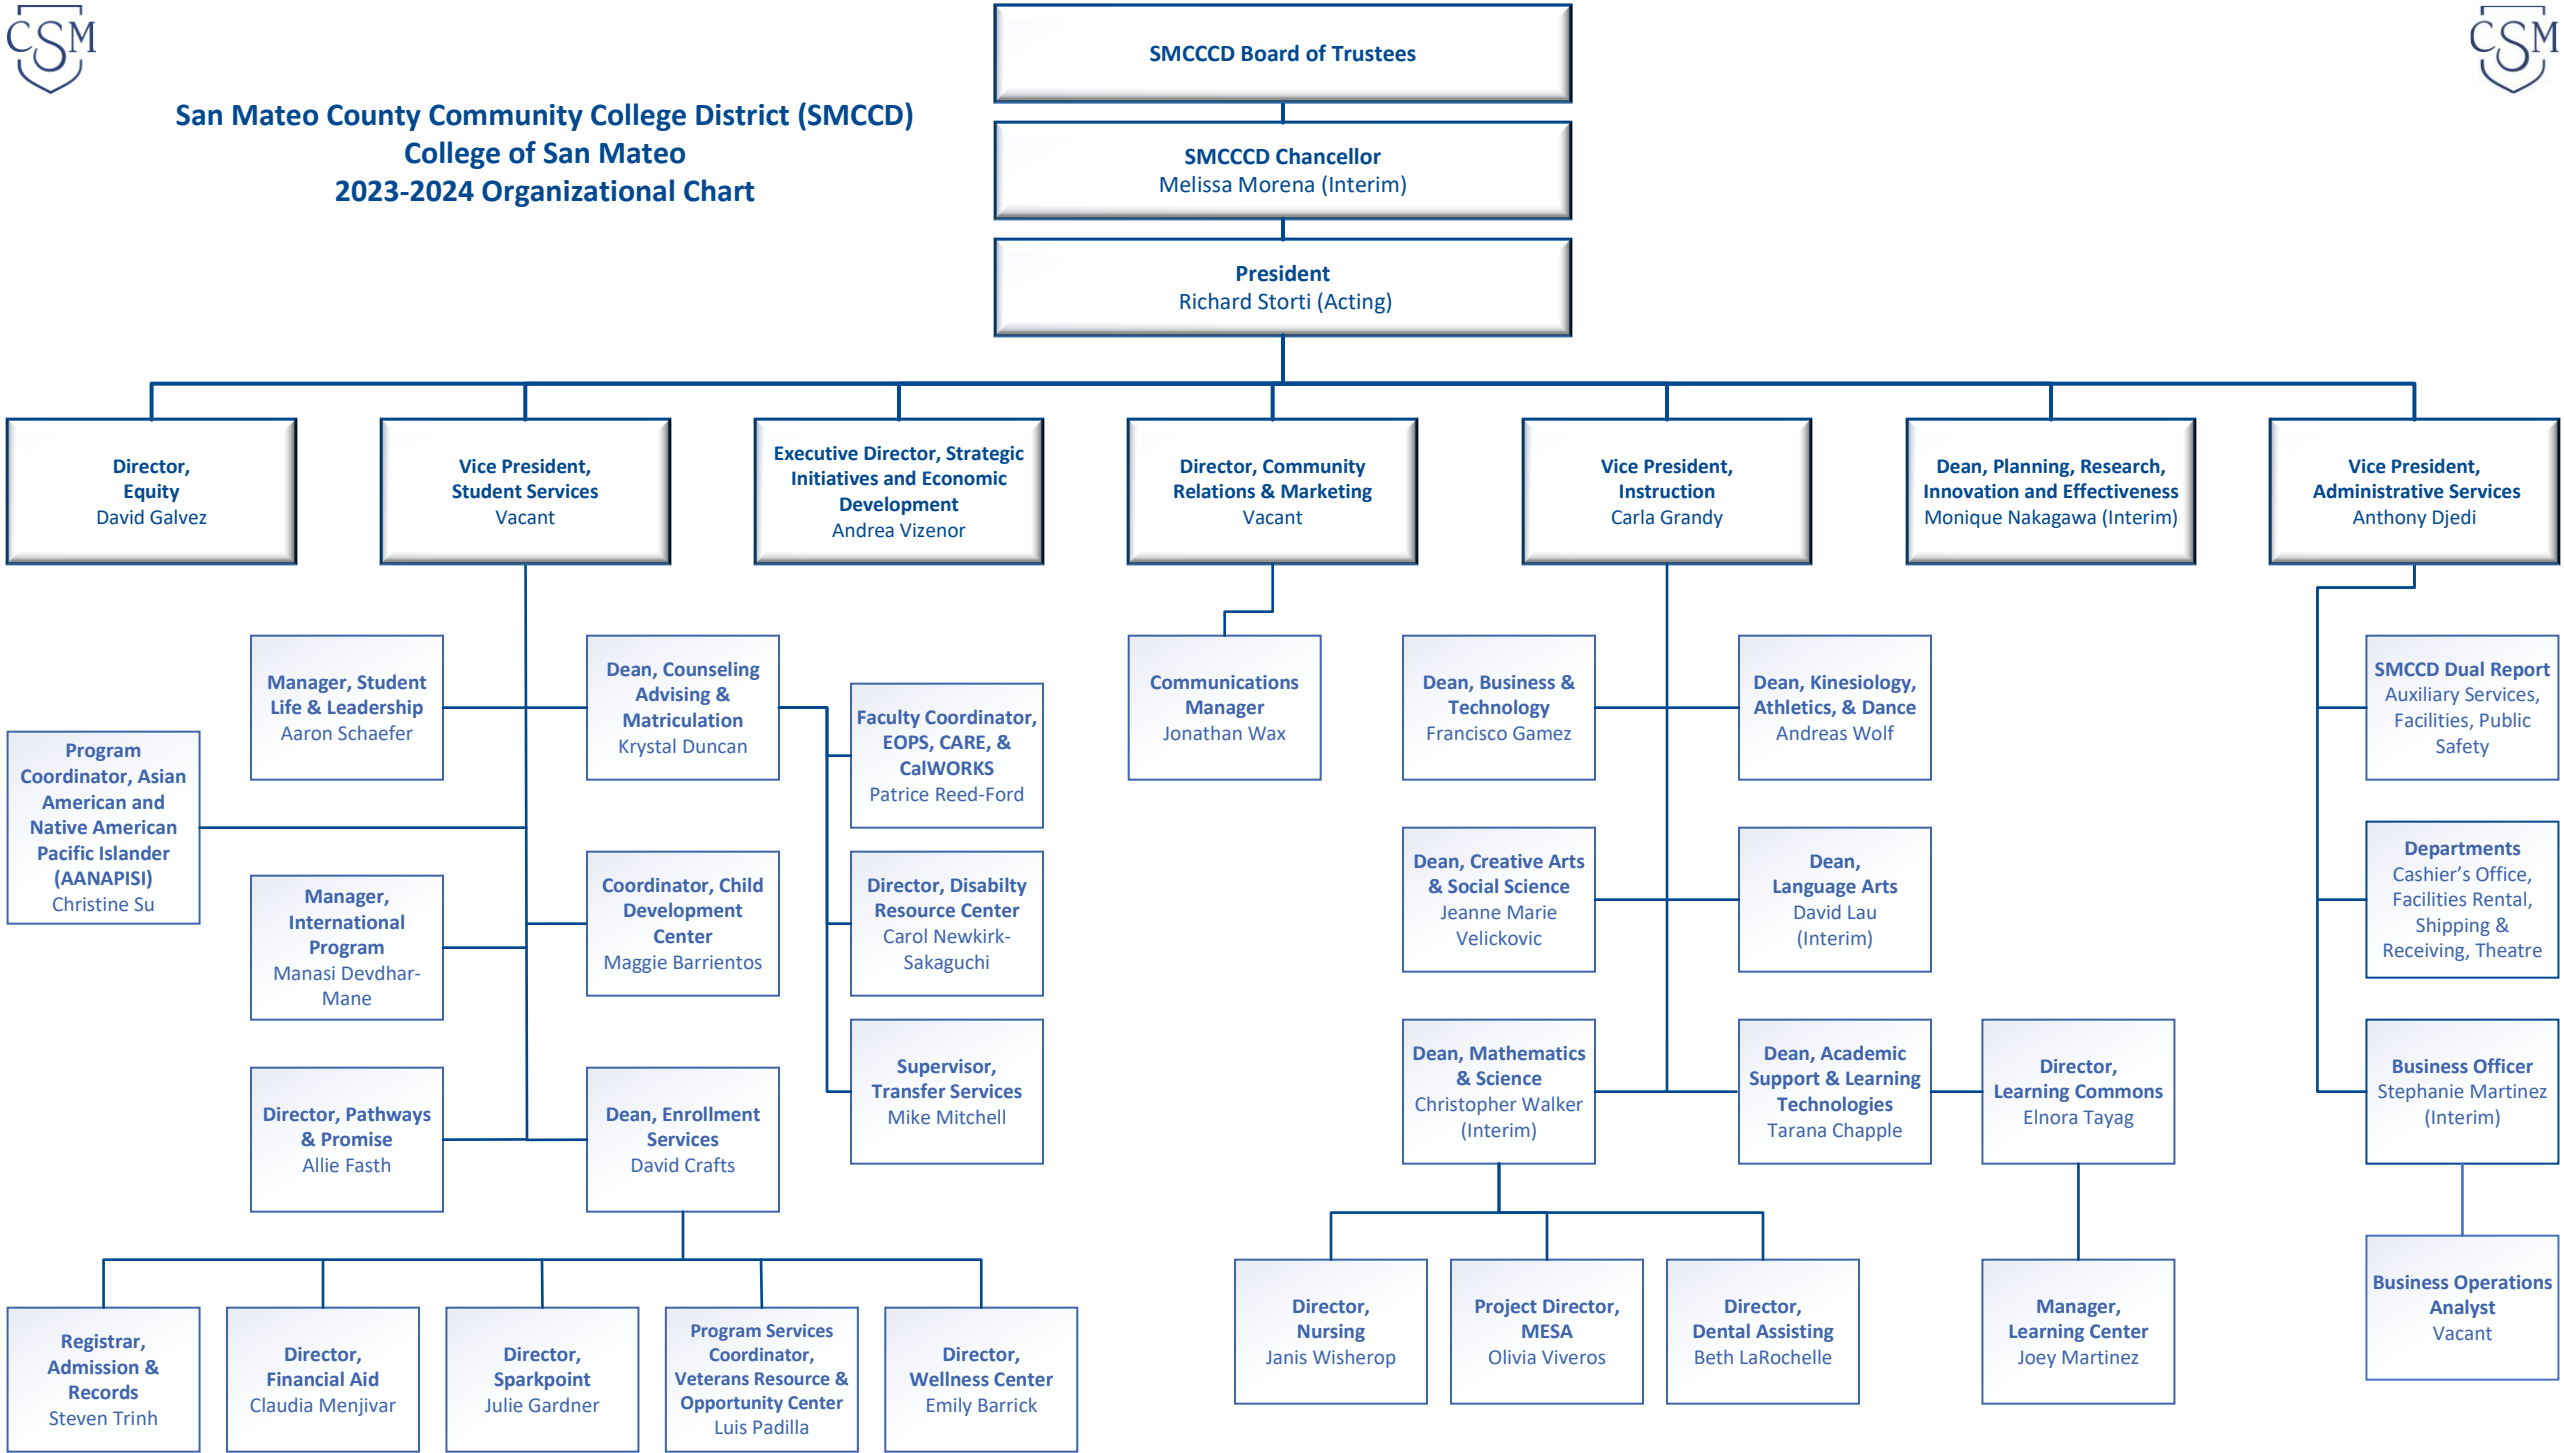 CSM
CSM
San Mateo County Community College District (SMCCD)
College of San Mateo
2023-2024 Organizational Chart
SMCCCD Board of Trustees
SMCCCD Chancellor
Melissa Morena (Interim)
President
Richard Storti (Acting)
Director,
Equity
David Galvez
Vice President,
Student Services
Vacant
Executive Director, Strategic
Initiatives and Economic
Development
Andrea Vizenor
Director, Community
Relations & Marketing
Vacant
Vice President,
Instruction
Carla Grandy
Dean, Planning, Research,
Innovation and Effectiveness
Monique Nakagawa (Interim)
Vice President,
Administrative Services
Anthony Djedi
Program
Coordinator, Asian
American and
Native American
Pacific Islander
(AANAPISI)
Christine Su
Manager, Student
Life & Leadership
Aaron Schaefer
Manager,
International
Program
Manasi Devdhar-
Mane
Director, Pathways
& Promise
Allie Fasth
Dean, Counseling
Advising &
Matriculation
Krystal Duncan
Coordinator, Child
Development
Center
Maggie Barrientos
Dean, Enrollment
Services
David Crafts
Faculty Coordinator,
EOPS, CARE, &
CalWORKS
Patrice Reed-Ford
Director, Disabilty
Resource Center
Carol Newkirk-
Sakaguchi
Supervisor,
Transfer Services
Mike Mitchell
Registrar,
Admission &
Records
Steven Trinh
Director,
Financial Aid
Claudia Menjivar
Director,
Sparkpoint
Julie Gardner
Program Services
Coordinator,
Veterans Resource &
Opportunity Center
Luis Padilla
Director,
Wellness Center
Emily Barrick
Communications
Manager
Jonathan Wax
Dean, Business &
Technology
Francisco Gamez
Dean, Kinesiology,
Athletics, & Dance
Andreas Wolf
Dean, Creative Arts
& Social Science
Jeanne Marie
Velickovic
Dean,
Language Arts
David Lau
(Interim)
Dean, Mathematics
& Science
Christopher Walker
(Interim)
Dean, Academic
Support & Learning
Technologies
Tarana Chapple
Director,
Learning Commons
Elnora Tayag
Director,
Nursing
Janis Wisherop
Project Director,
MESA
Olivia Viveros
Director,
Dental Assisting
Beth LaRochelle
Manager,
Learning Center
Joey Martinez
SMCCD Dual Report
Auxiliary Services,
Facilities, Public
Safety
Departments
Cashier’s Office,
Facilities Rental,
Shipping &
Receiving, Theatre
Business Officer
Stephanie Martinez
(Interim)
Business Operations
Analyst
Vacant